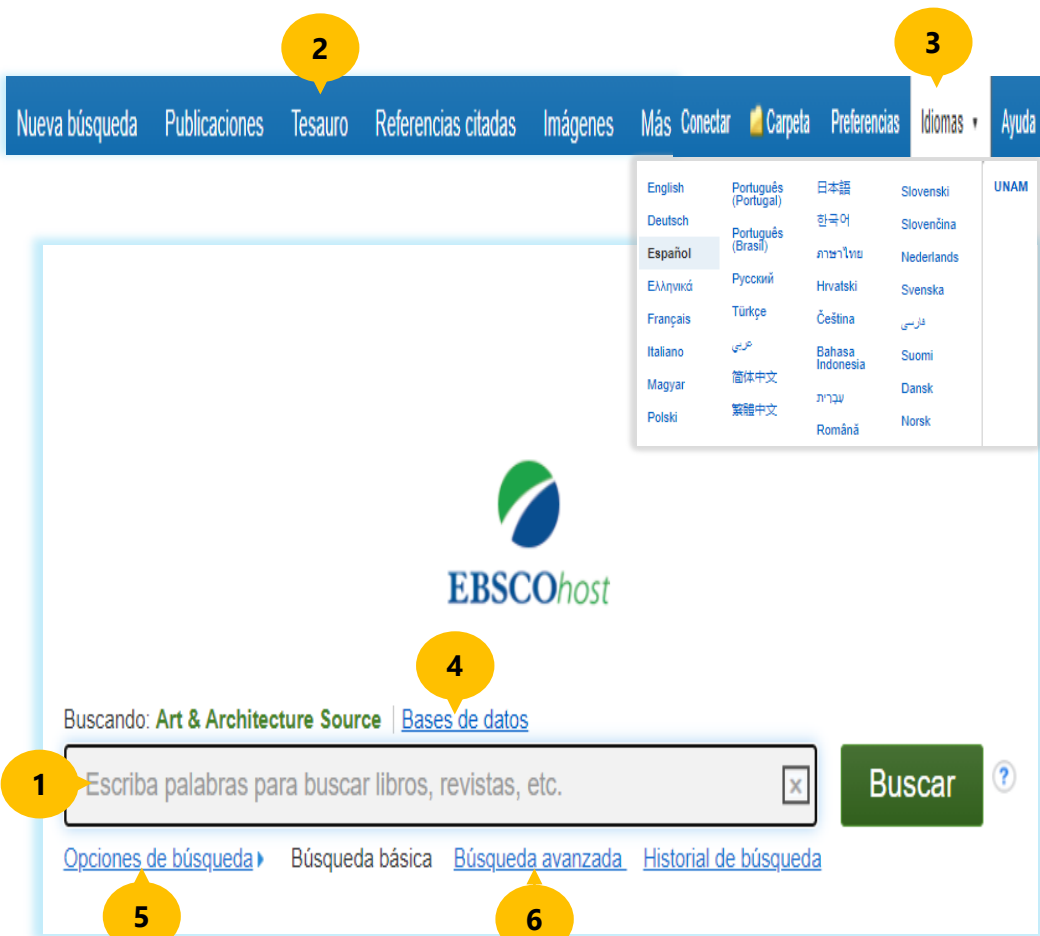 2
3
Nueva búsqueda Publicaciones Tesauro Referencias citadas Imágenes Más Conectar Carpeta Preferencias Idiomas Ayuda
English
Deutsch
Español
Ελληνικά
Français
Italiano
Magyar
Polski
Português
(Portugal)
Português
(Brasil)
Русский
Türkçe
عربي
简体中文
繁體中文
日本語
한국어
ภาษาไทย
Hrvatski
Čeština
Bahasa
Indonesia
עברית
Română
Slovenski
Slovenčina
Nederlands
Svenska
فارسی
Suomi
Dansk
Norsk
UNAM
EBSCOhost
4
Buscando: Art & Architecture Source | Bases de datos
1
Escriba palabras para buscar libros, revistas, etc. x
Buscar ?
Opciones de búsqueda Búsqueda básica Búsqueda avanzada Historial de búsqueda
5
6